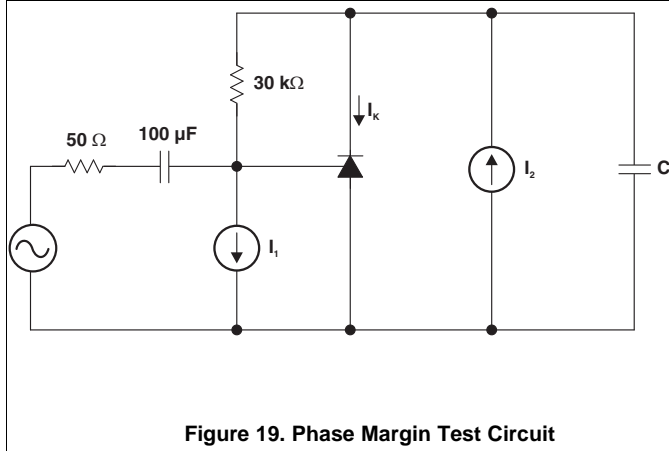 30 kΩ
I_K
50 Ω
100 µF
I_2
C
I_1
Figure 19. Phase Margin Test Circuit